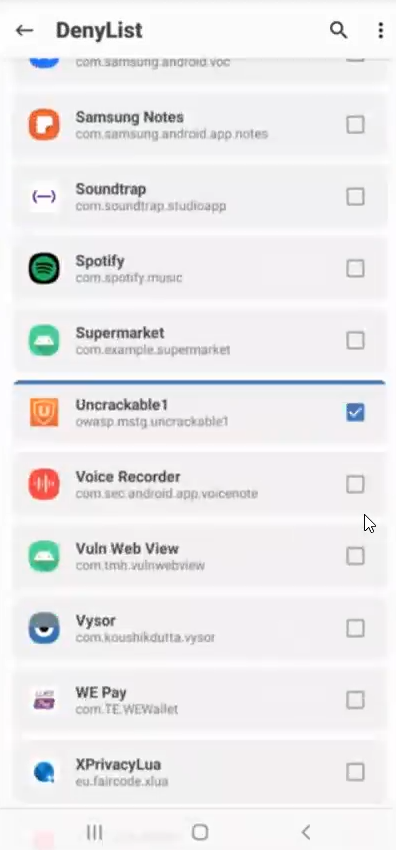 DenyList
com.samsung.android.voc
Samsung Notes
com.samsung.android.app.notes
Soundtrap
com.soundtrap.studioapp
Spotify
com.spotify.music
Supermarket
com.example.supermarket
Uncrackable1
owasp.mstg.uncrackable1
Voice Recorder
com.sec.android.app.voicenote
Vuln Web View
com.tmh.vulnwebview
Vysor
com.koushikdutta.vysor
WE Pay
com.TE.WEWallet
XPrivacyLua
eu.faircode.xlua